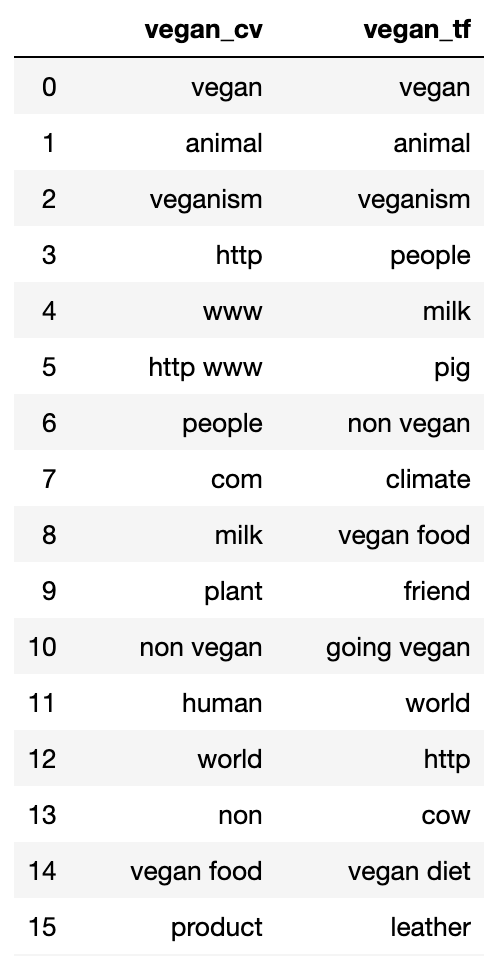 vegan_cv vegan_tf
0 vegan vegan
1 animal animal
2 veganism veganism
3 http people
4 www milk
5 http www pig
6 people non vegan
7 com climate
8 milk vegan food
9 plant friend
10 non vegan going vegan
11 human world
12 world http
13 non cow
14 vegan food vegan diet
15 product leather